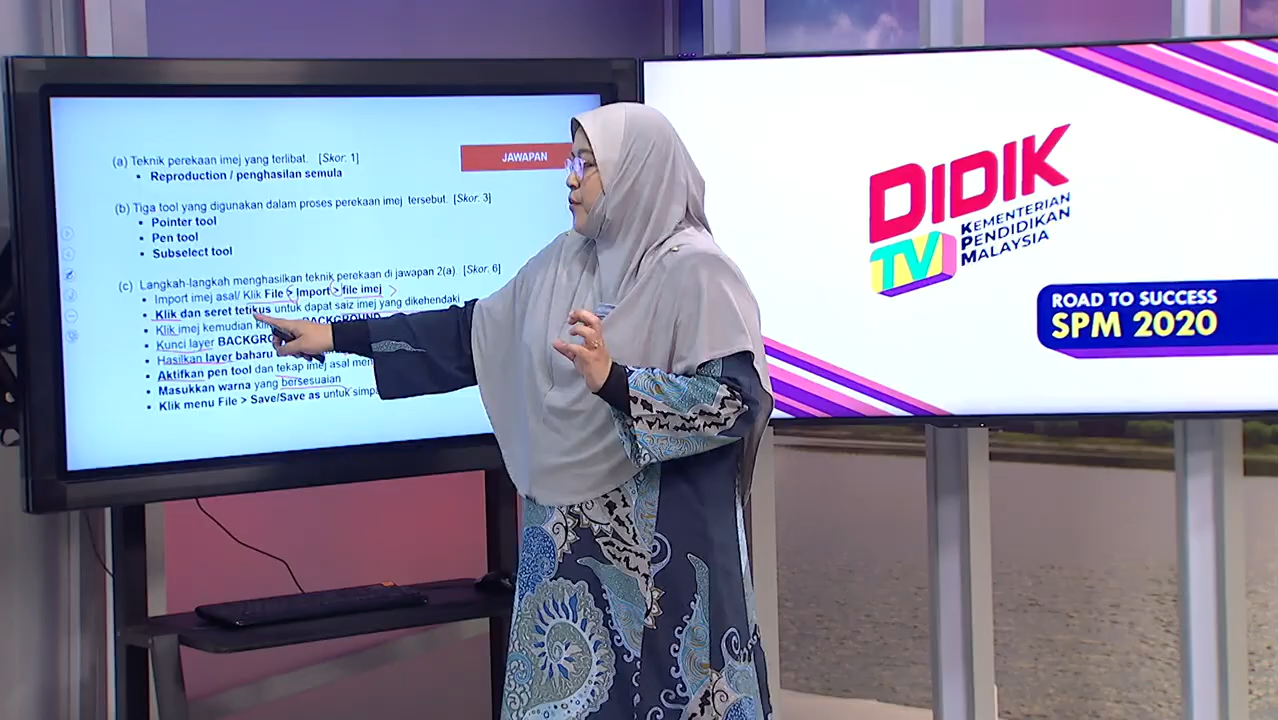 JAWAPAN
(a) Teknik perekaan imej yang terlibat. [Skor: 1]
• Reproduction / penghasilan semula
(b) Tiga tool yang digunakan dalam proses perekaan imej tersebut. [Skor: 3]
• Pointer tool
• Pen tool
• Subselect tool
(c) Langkah-langkah menghasilkan teknik perekaan di jawapan 2(a). [Skor: 6]
• Import imej asal/ Klik File < Import > file imej >
• Klik dan seret tetikus untuk dapat saiz imej yang dikehendaki
• Klik imej kemudian BACKGROUND
• Kunci layer
• Hasilkan layer baharu
• Aktifkan pen tool dan tekap imej asal
• Masukkan warna yang bersesuaian
• Klik menu File > Save/Save as untuk
DIDIK
TV
KEMENTERIAN
PENDIDIKAN
MALAYSIA
ROAD TO SUCCESS
SPM 2020